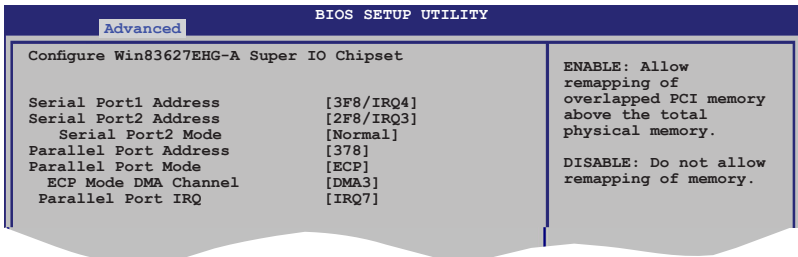 BIOS SETUP UTILITY
Advanced
Configure Win83627EHG-A Super IO Chipset
Serial Port1 Address [3F8/IRQ4]
Serial Port2 Address [2F8/IRQ3]
Serial Port2 Mode [Normal]
Parallel Port Address [378]
Parallel Port Mode [ECP]
ECP Mode DMA Channel [DMA3]
Parallel Port IRQ [IRQ7]
ENABLE: Allow
remapping of
overlapped PCI memory
above the total
physical memory.
DISABLE: Do not allow
remapping of memory.